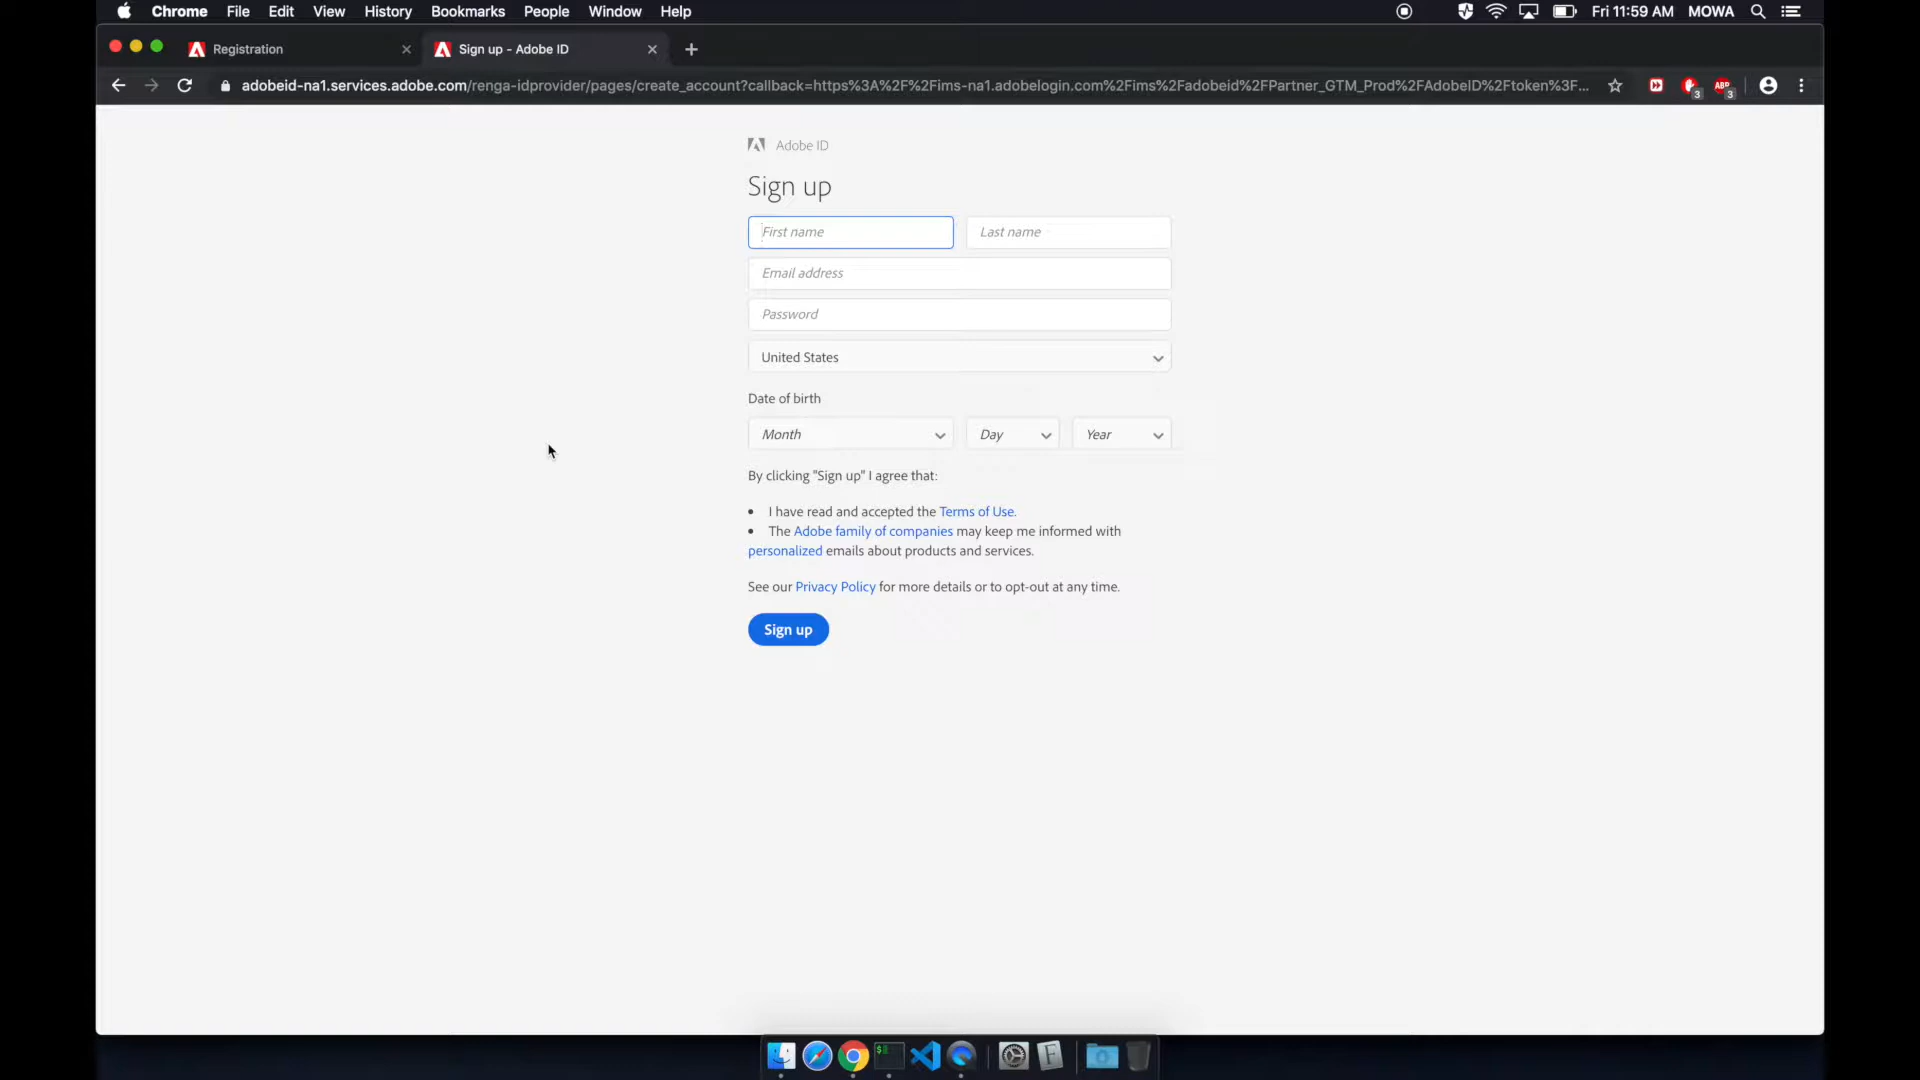 Chrome File Edit View History Bookmarks People Window Help Fri 11:59 AM MOWA
Registration Sign up - Adobe ID
adobeid-na1.services.adobe.com/renga-idprovider/pages/create_account?callback=https%3A%2F%2Fims-na1.adobelogin.com%2Fims%2Fadobeid%2FPartner_GTM_Prod%2FAdobeID%2Ftoken%3F... 3 ABP 3
Adobe ID
Sign up
First name Last name
Email address
Password
United States
Date of birth
Month Day Year
By clicking "Sign up" I agree that:
• I have read and accepted the Terms of Use.
• The Adobe family of companies may keep me informed with
personalized emails about products and services.
See our Privacy Policy for more details or to opt-out at any time.
Sign up